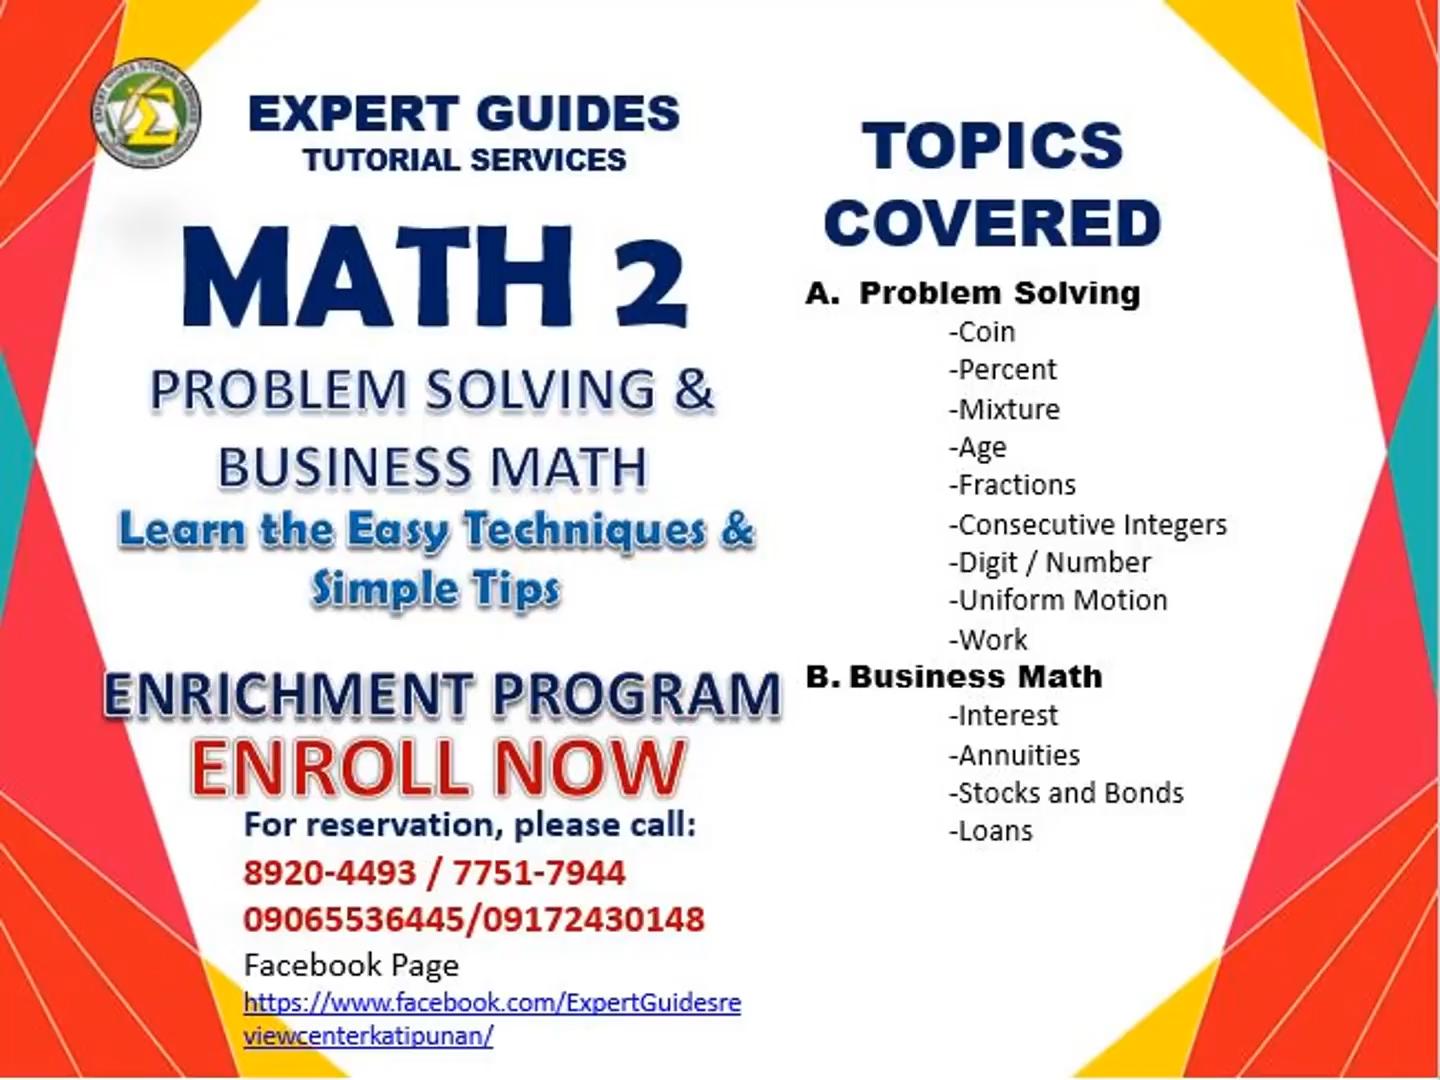 EXPERT GUIDES
TUTORIAL SERVICES
MATH 2
PROBLEM SOLVING &
BUSINESS MATH
Learn the Easy Techniques &
Simple Tips
ENRICHMENT PROGRAM
ENROLL NOW
For reservation, please call:
8920-4493 / 7751-7944
09065536445/09172430148
Facebook Page
https://www.facebook.com/ExpertGuidesre
viewcenterkatipunan/
TOPICS
COVERED
A. Problem Solving
-Coin
-Percent
-Mixture
-Age
-Fractions
-Consecutive Integers
-Digit / Number
-Uniform Motion
-Work
B. Business Math
-Interest
-Annuities
-Stocks and Bonds
-Loans